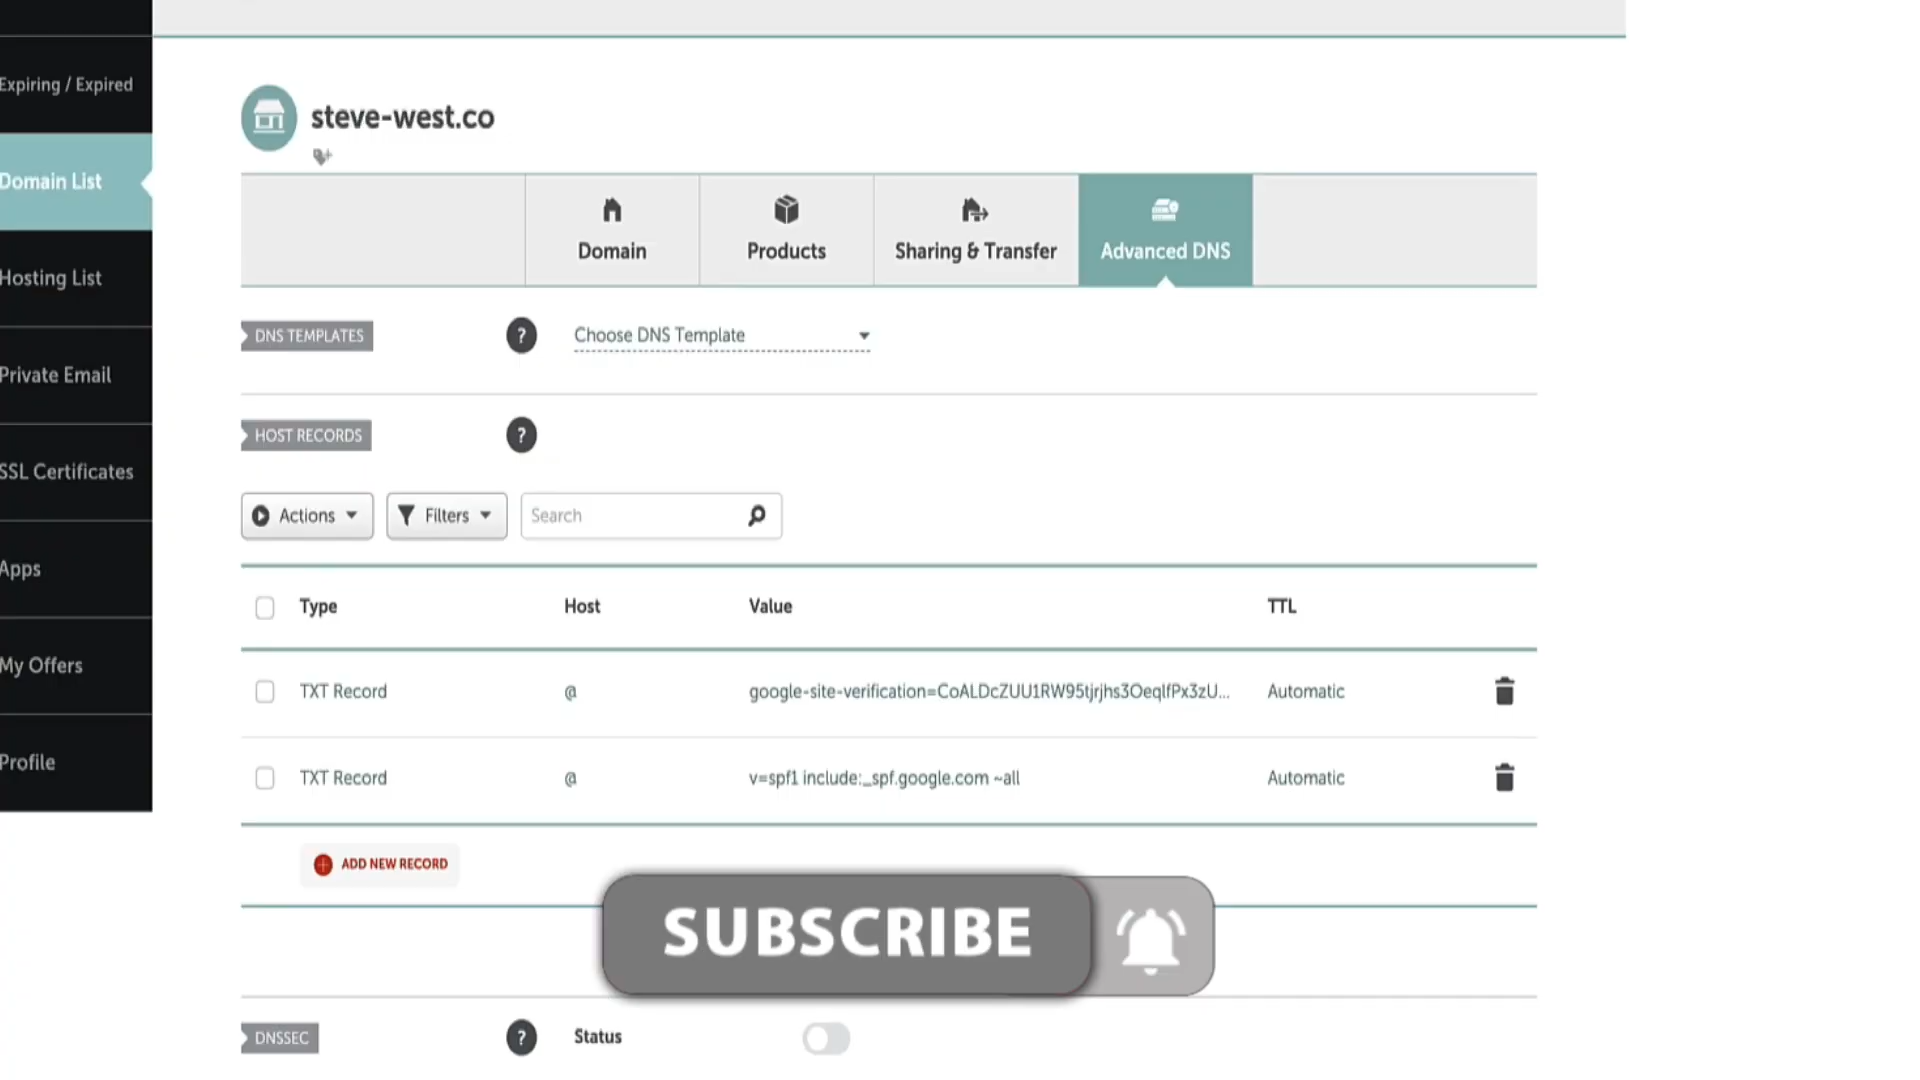 Expiring / Expired
Domain List
Hosting List
Private Email
SSL Certificates
Apps
My Offers
Profile
steve-west.co
Domain
Products
Sharing & Transfer
Advanced DNS
DNS TEMPLATES
?
Choose DNS Template
HOST RECORDS
?
Actions
Filters
Search
Type Host Value TTL
TXT Record @ google-site-verification=CoALDcZUU1RW95tjrjhs3OeqlfPx3zU... Automatic
TXT Record @ v=spf1 include:_spf.google.com ~all Automatic
ADD NEW RECORD
SUBSCRIBE
DNSSEC
?
Status